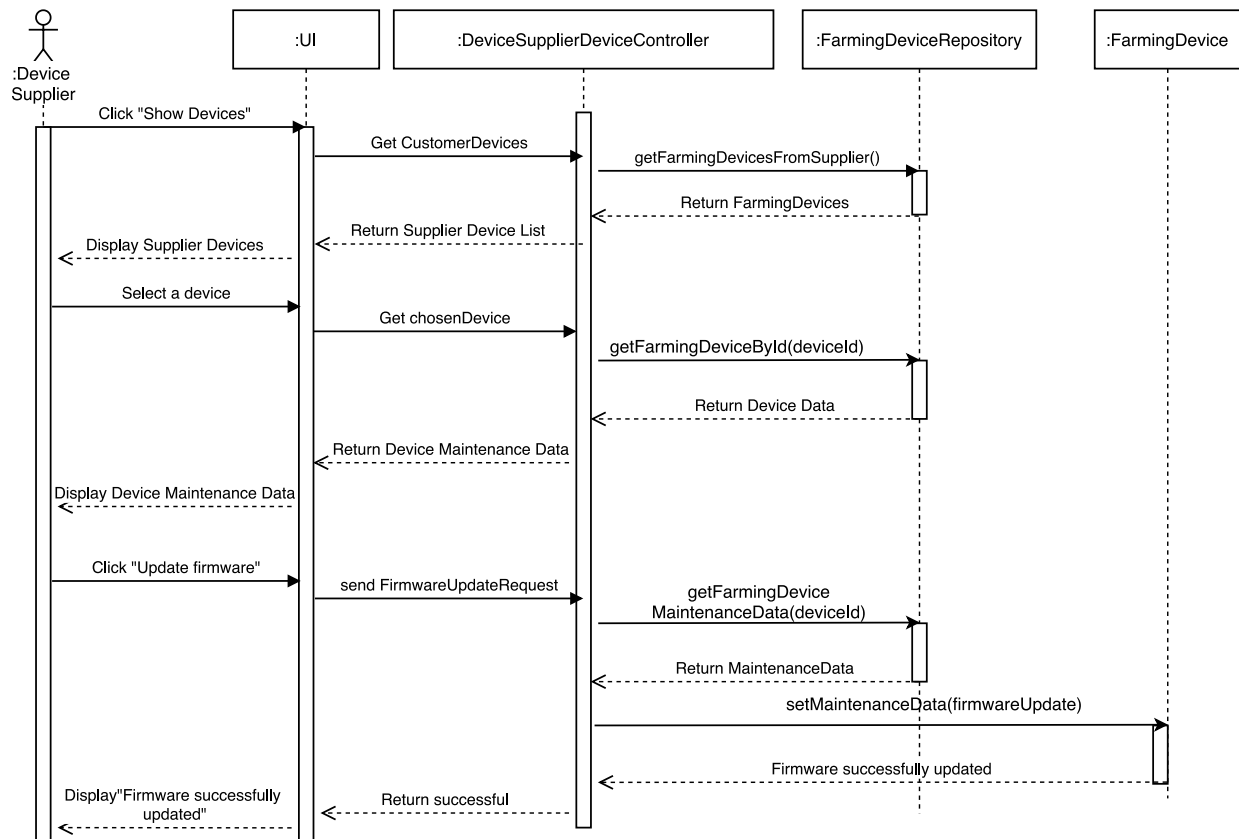 :UI
:DeviceSupplierDeviceController
:FarmingDeviceRepository
:FarmingDevice
:Device
Supplier
Click "Show Devices"
Get CustomerDevices
getFarmingDevicesFromSupplier()
Return FarmingDevices
Return Supplier Device List
Display Supplier Devices
Select a device
Get chosenDevice
getFarmingDeviceById(deviceId)
Return Device Data
Return Device Maintenance Data
Display Device Maintenance Data
Click "Update firmware"
send FirmwareUpdateRequest
getFarmingDevice
MaintenanceData(deviceId)
Return MaintenanceData
setMaintenanceData(firmwareUpdate)
Firmware successfully updated
Return successful
Display"Firmware successfully
updated"